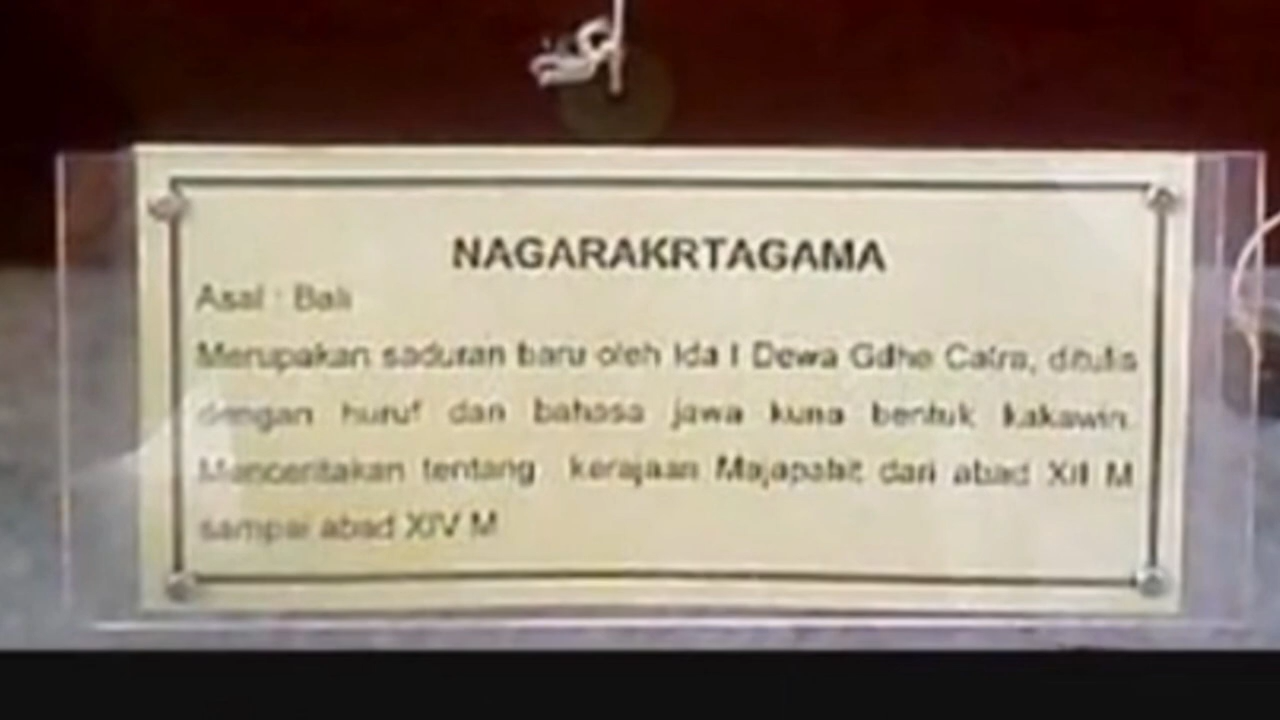 NAGARAKRTAGAMA
Asal : Bali
Merupakan saduran baru oleh Ida I Dewa Gdhe Catra, ditulis
dengan huruf dan bahasa jawa kuna bentuk kakawin.
Menceritakan tentang kerajaan Majapahit dari abad XII M
sampai abad XIV M